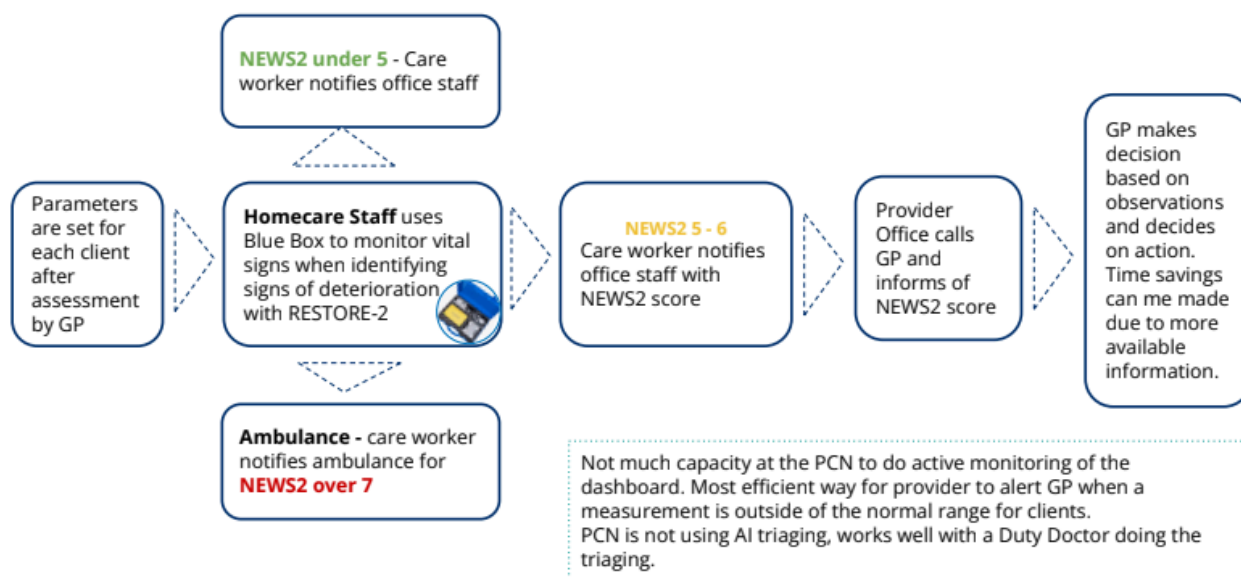 NEWS2 under 5 - Care
worker notifies office staff
Parameters
are set for
each client
after
assessment
by GP
Homecare Staff uses
Blue Box to monitor vital
signs when identifying
signs of deterioration
with RESTORE-2
NEWS2 5 - 6
Care worker notifies
office staff with
NEWS2 score
Provider
Office calls
GP and
informs of
NEWS2 score
GP makes
decision
based on
observations
and decides
on action.
Time savings
can me made
due to more
available
information.
Ambulance - care worker
notifies ambulance for
NEWS2 over 7
Not much capacity at the PCN to do active monitoring of the
dashboard. Most efficient way for provider to alert GP when a
measurement is outside of the normal range for clients.
PCN is not using AI triaging, works well with a Duty Doctor doing the
triaging.